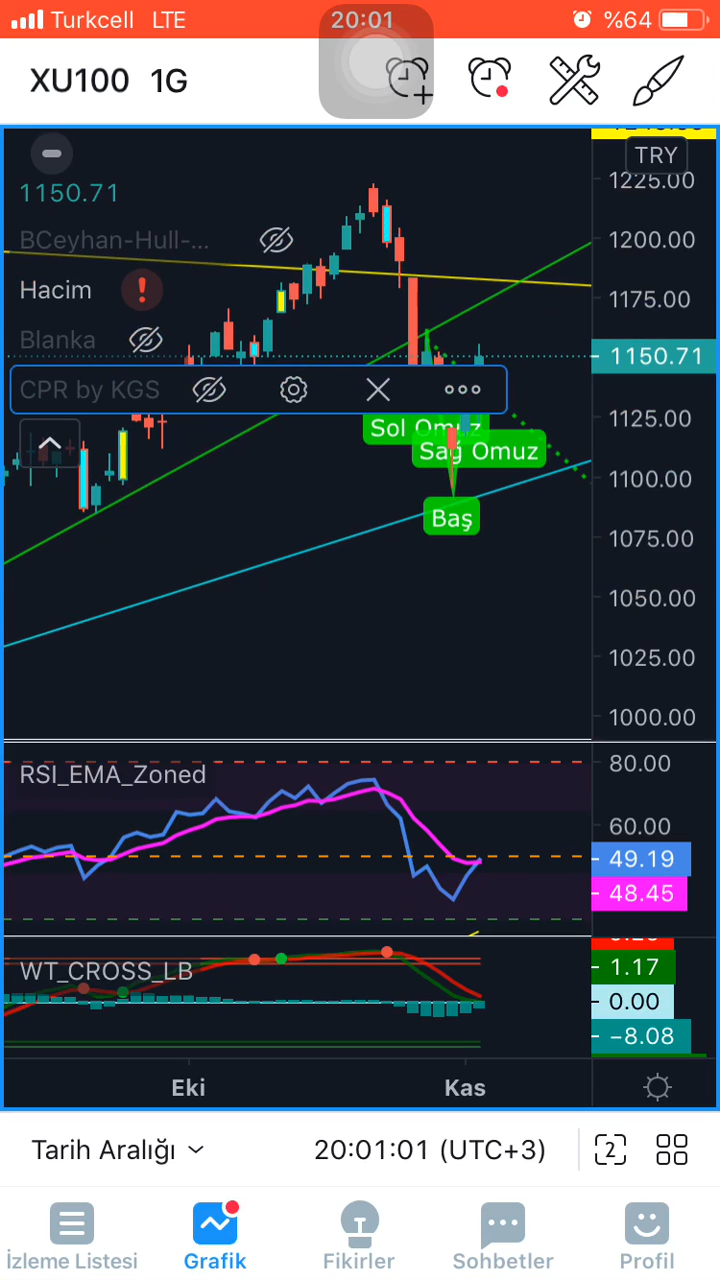 Turkcell LTE 20:01 %64
XU100 1G
TRY
1150.71
1225.00
BCeyhan-Hull-...
1200.00
Hacim
1175.00
Blanka
1150.71
CPR by KGS
1125.00
Sol Omuz
Sağ Omuz
1100.00
Baş
1075.00
1050.00
1025.00
1000.00
RSI_EMA_Zoned
80.00
60.00
49.19
48.45
WT_CROSS_LB
1.17
0.00
−8.08
Eki Kas
Tarih Aralığı 20:01:01 (UTC+3) 2
İzleme Listesi Grafik Fikirler Sohbetler Profil